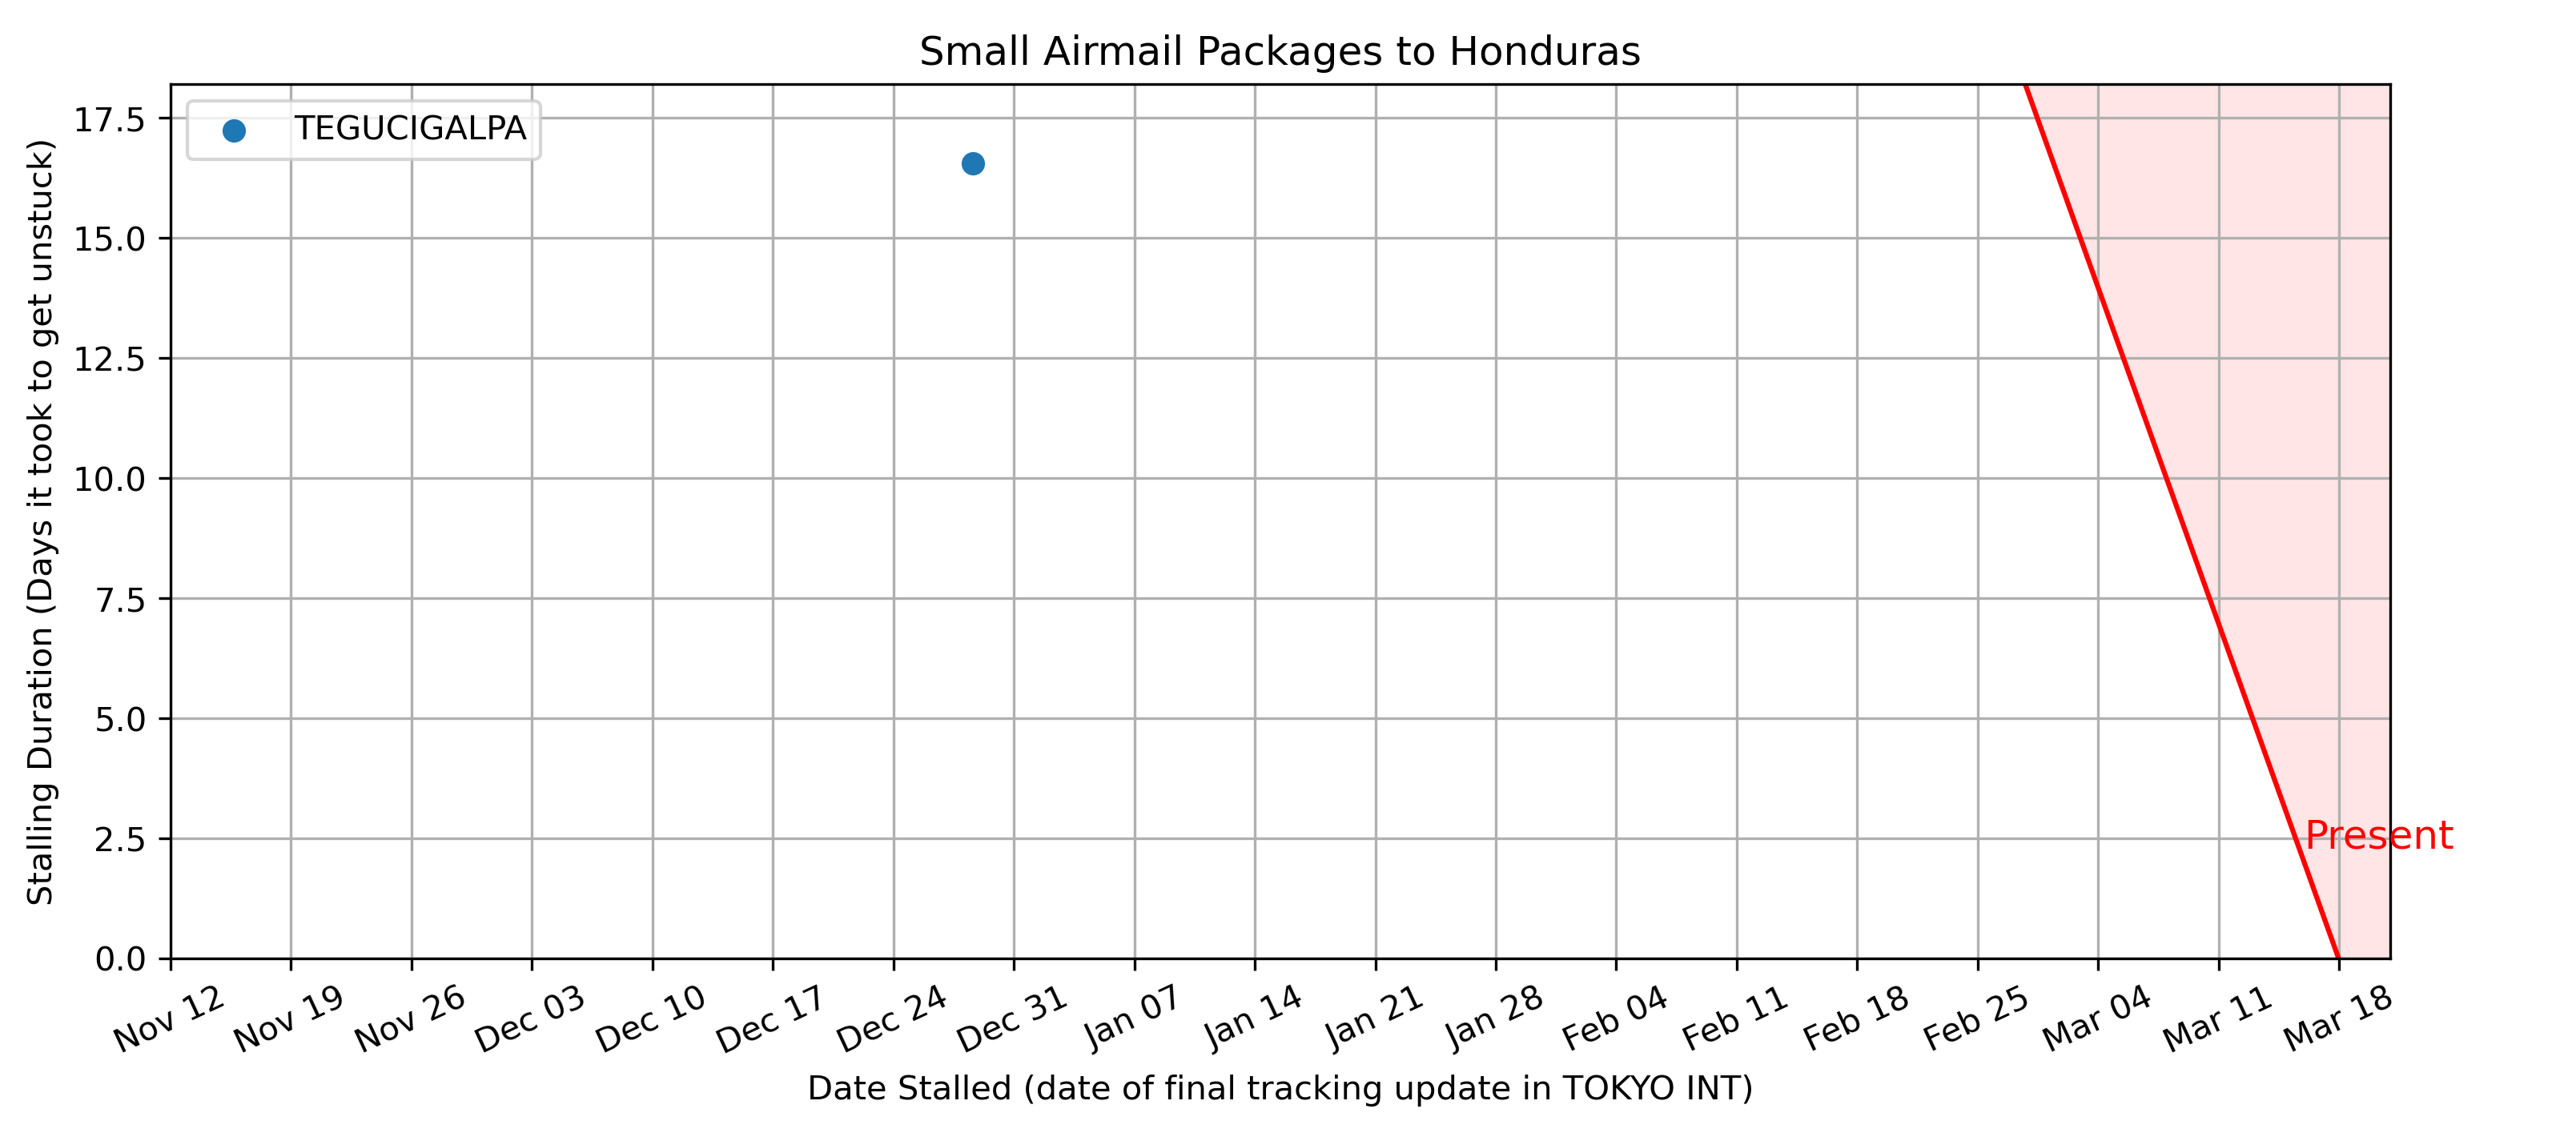 Small Airmail Packages to Honduras
TEGUCIGALPA
Stalling Duration (Days it took to get unstuck)
17.5
15.0
12.5
10.0
7.5
5.0
2.5
0.0
Present
Nov 12
Nov 19
Nov 26
Dec 03
Dec 10
Dec 17
Dec 24
Dec 31
Jan 07
Jan 14
Jan 21
Jan 28
Feb 04
Feb 11
Feb 18
Feb 25
Mar 04
Mar 11
Mar 18
Date Stalled (date of final tracking update in TOKYO INT)